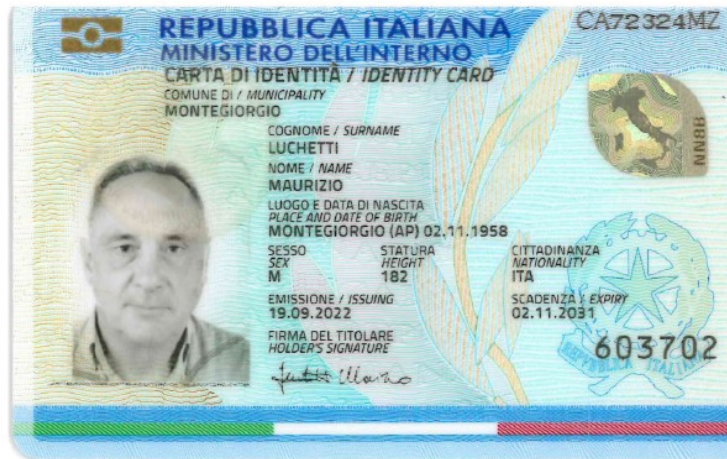 REPUBBLICA ITALIANA
CA72324MZ
MINISTERO DELL'INTERNO
CARTA DI IDENTITÀ / IDENTITY CARD
COMUNE DI / MUNICIPALITY
MONTEGIORGIO
COGNOME / SURNAME
LUCHETTI
NOME / NAME
MAURIZIO
LUOGO E DATA DI NASCITA
PLACE AND DATE OF BIRTH
MONTEGIORGIO (AP) 02.11.1958
SESSO STATURA CITTADINANZA
SEX HEIGHT NATIONALITY
M 182 ITA
EMISSIONE / ISSUING SCADENZA / EXPIRY
19.09.2022 02.11.2031
FIRMA DEL TITOLARE
HOLDER'S SIGNATURE
603702
REPUBBLICA ITALIANA